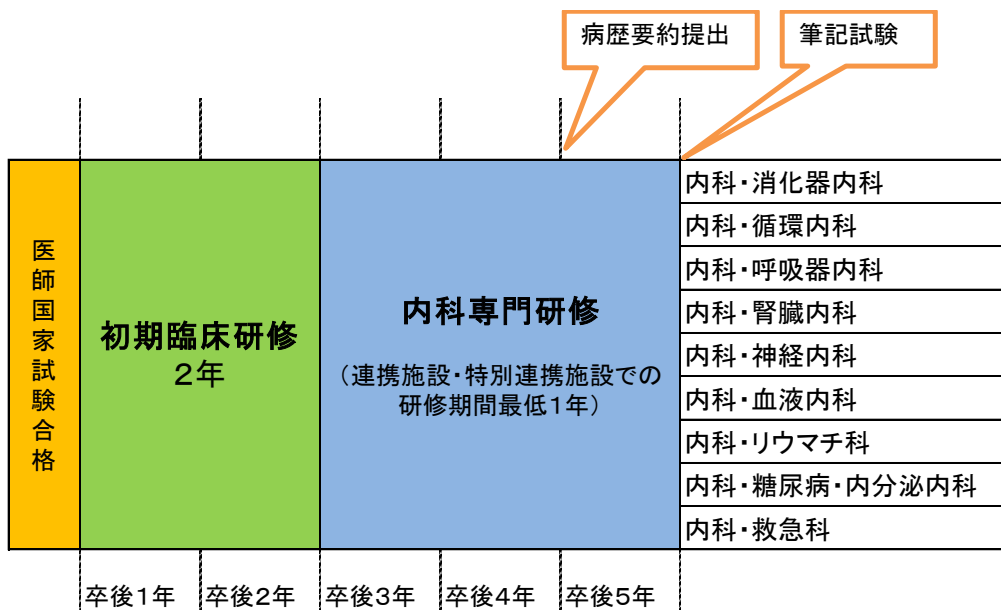 病歴要約提出
筆記試験
医師国家試験合格
初期臨床研修
2年
内科専門研修
（連携施設・特別連携施設での
研修期間最低1年）
内科・消化器内科
内科・循環内科
内科・呼吸器内科
内科・腎臓内科
内科・神経内科
内科・血液内科
内科・リウマチ科
内科・糖尿病・内分泌内科
内科・救急科
卒後1年
卒後2年
卒後3年
卒後4年
卒後5年